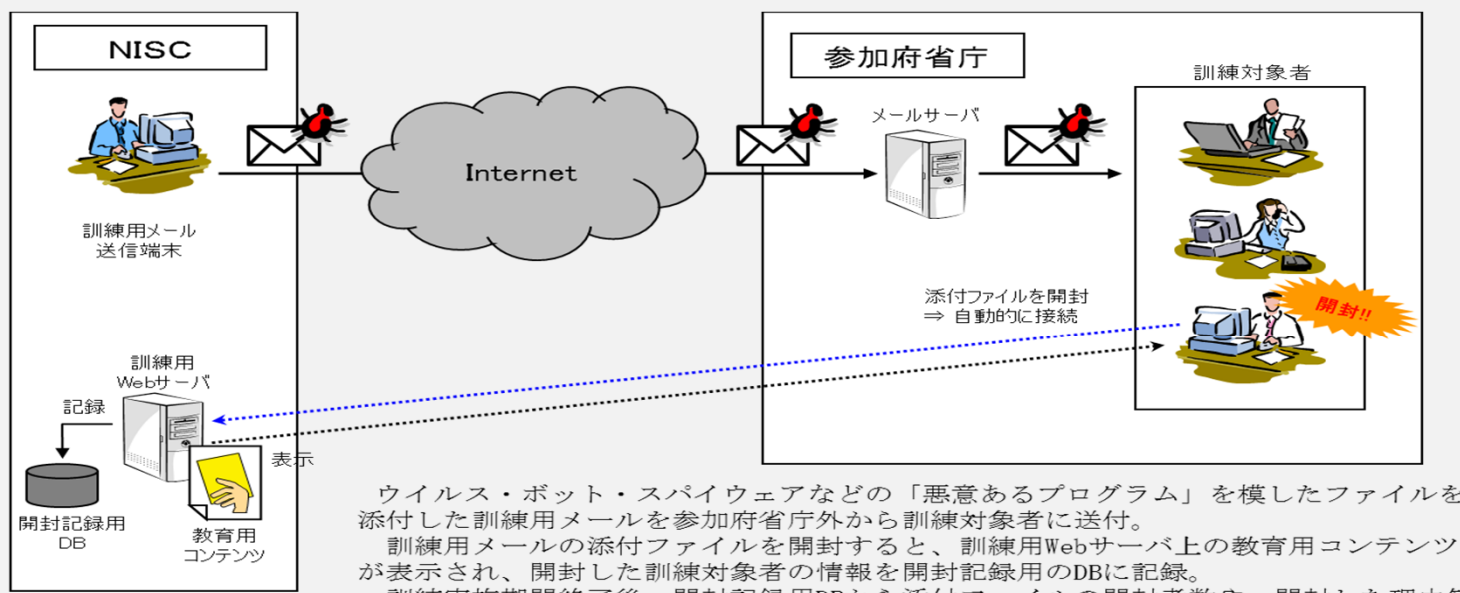 NISC
参加府省庁
訓練対象者
メールサーバ
Internet
訓練用メール
送信端末
添付ファイルを開封
⇒ 自動的に接続
開封!!
訓練用
Webサーバ
記録
表示
開封記録用
DB
教育用
コンテンツ
ウイルス・ボット・スパイウェアなどの「悪意あるプログラム」を模したファイルを
添付した訓練用メールを参加府省庁外から訓練対象者に送付。
訓練用メールの添付ファイルを開封すると、訓練用Webサーバ上の教育用コンテンツ
が表示され、開封した訓練対象者の情報を開封記録用のDBに記録。